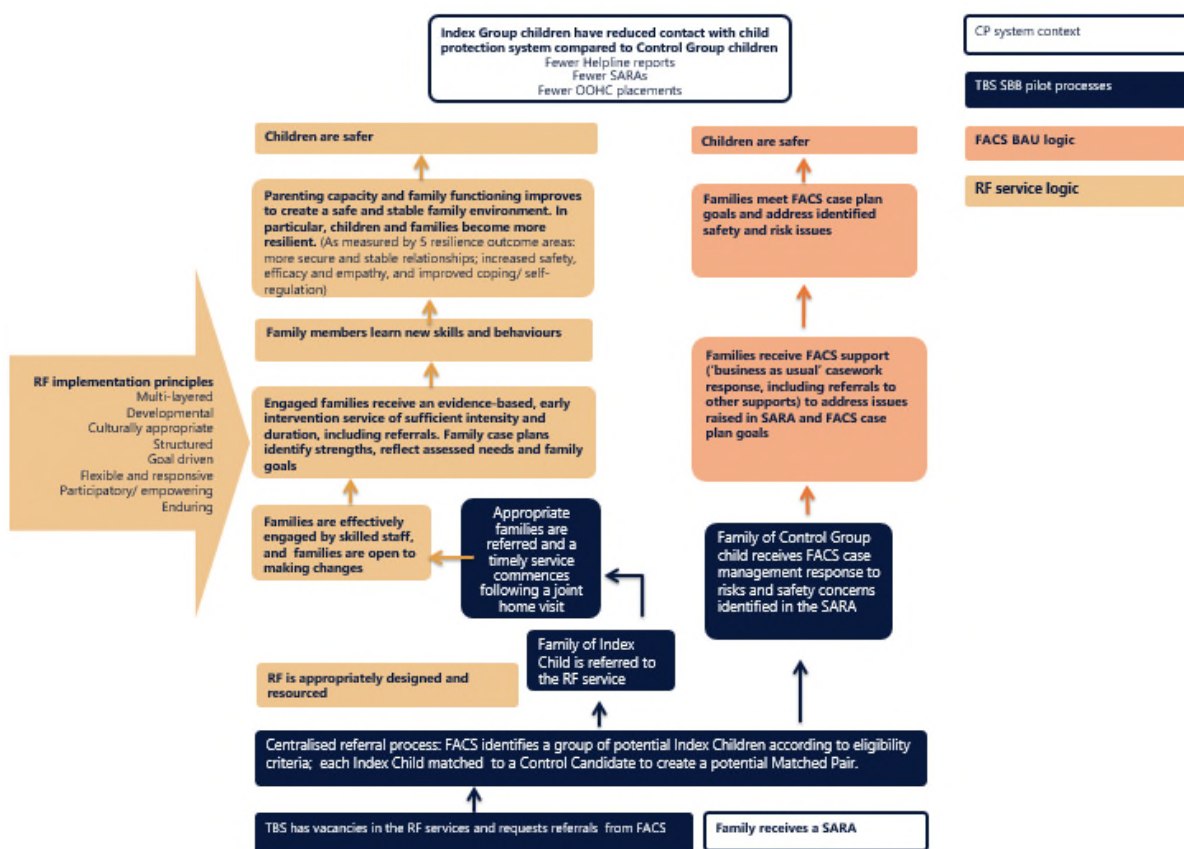 Index Group children have reduced contact with child
protection system compared to Control Group children
Fewer Helpline reports
Fewer SARAs
Fewer OOHC placements
CP system context
TBS SBB pilot processes
FACS BAU logic
RF service logic
Children are safer
Children are safer
Parenting capacity and family functioning improves
to create a safe and stable family environment. In
particular, children and families become more
resilient. (As measured by 5 resilience outcome areas:
more secure and stable relationships; increased safety,
efficacy and empathy, and improved coping/ self-
regulation)
Families meet FACS case plan
goals and address identified
safety and risk issues
Family members learn new skills and behaviours
RF implementation principles
Multi-layered
Developmental
Culturally appropriate
Structured
Goal driven
Flexible and responsive
Participatory/ empowering
Enduring
Engaged families receive an evidence-based, early
intervention service of sufficient intensity and
duration, including referrals. Family case plans
identify strengths, reflect assessed needs and family
goals
Families receive FACS support
('business as usual' casework
response, including referrals to
other supports) to address issues
raised in SARA and FACS case
plan goals
Families are effectively
engaged by skilled staff,
and families are open to
making changes
Appropriate
families are
referred and a
timely service
commences
following a joint
home visit
Family of Control Group
child receives FACS case
management response to
risks and safety concerns
identified in the SARA
Family of Index
Child is referred to
the RF service
RF is appropriately designed and
resourced
Centralised referral process: FACS identifies a group of potential Index Children according to eligibility
criteria; each Index Child matched to a Control Candidate to create a potential Matched Pair.
TBS has vacancies in the RF services and requests referrals from FACS
Family receives a SARA